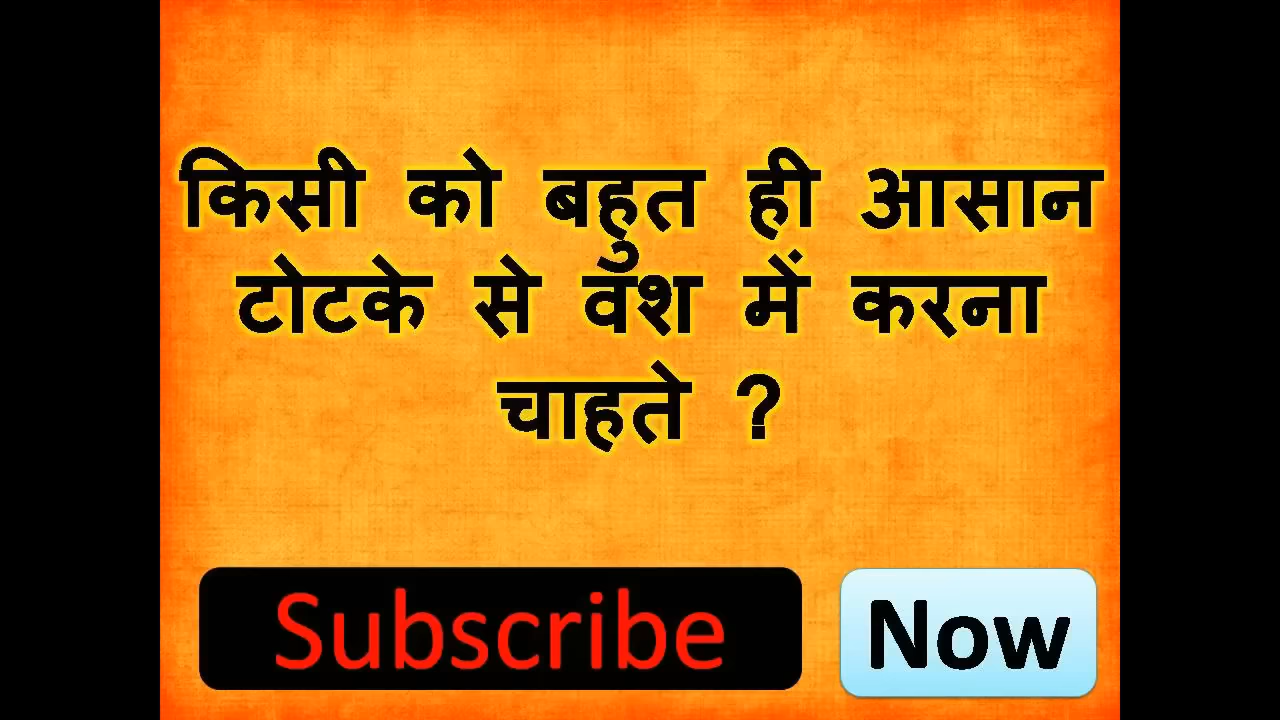 किसी को बहुत ही आसान
टोटके से वश में करना
चाहते ?
Subscribe Now